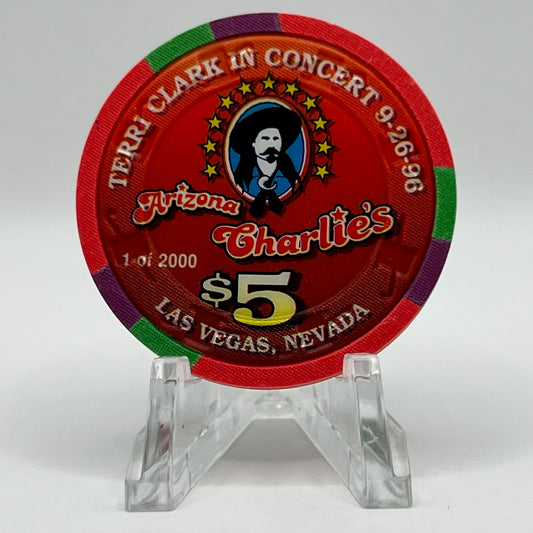 TERRI CLARK IN CONCERT 9-26-96
Arizona
Charlie's
1 of 2000
$5
LAS VEGAS, NEVADA